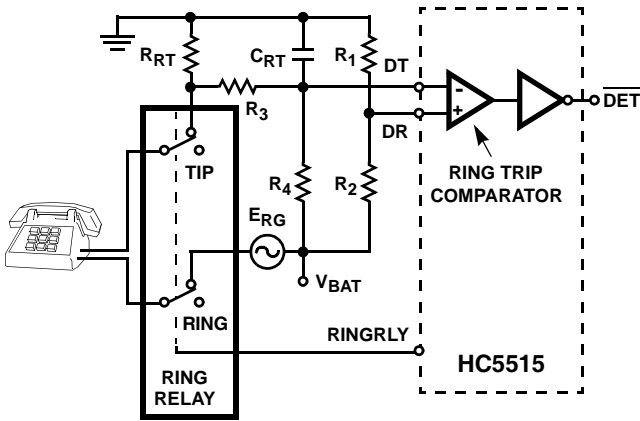 R_RT
C_RT
R_1
DT
R_3
DR
-
+
DET
TIP
R_4
R_2
RING TRIP
COMPARATOR
E_RG
V_BAT
RING
RINGRLY
HC5515
RING
RELAY